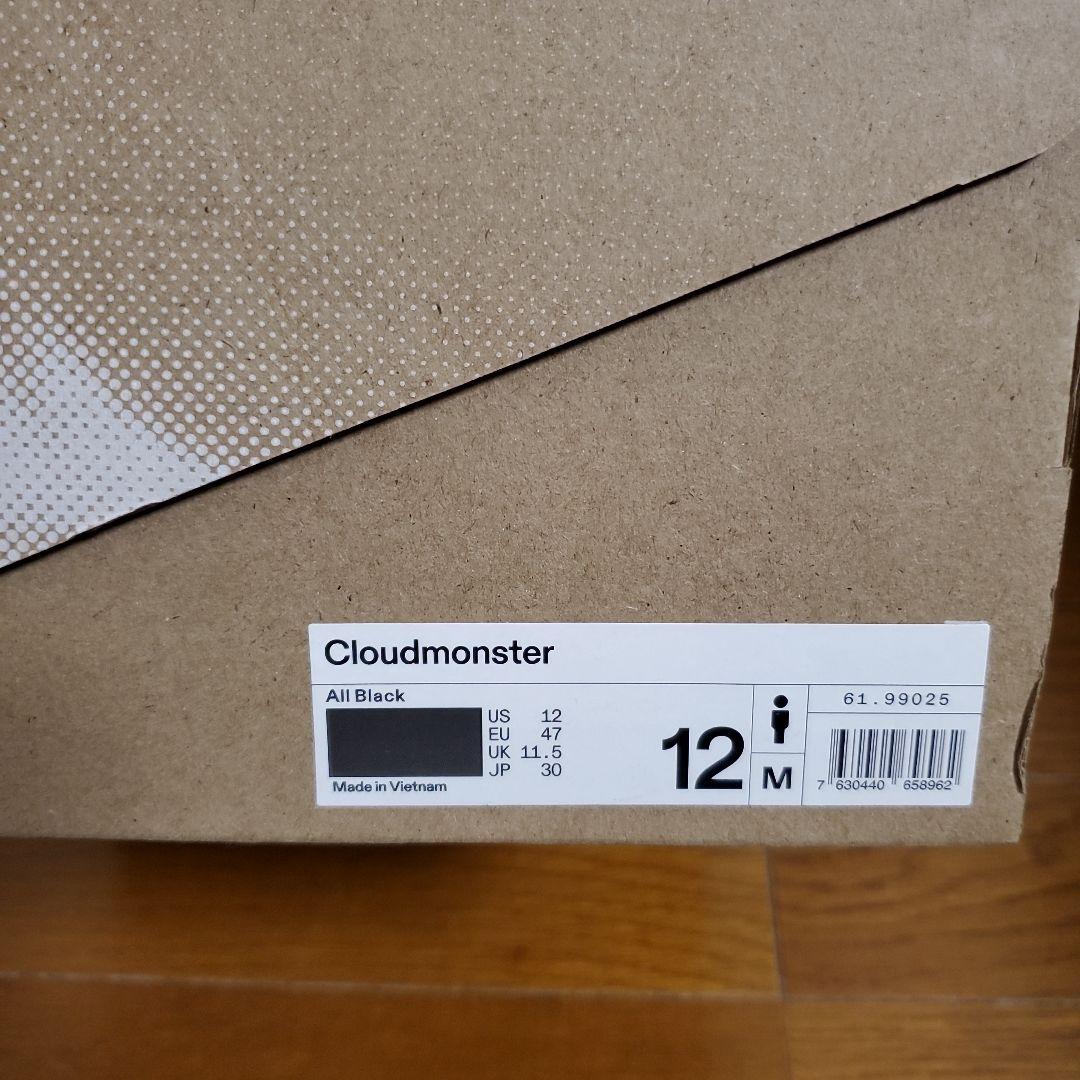 Cloudmonster
All Black
US 12
EU 47
UK 11.5
JP 30
Made in Vietnam
12
M
61.99025
7 630440 658962